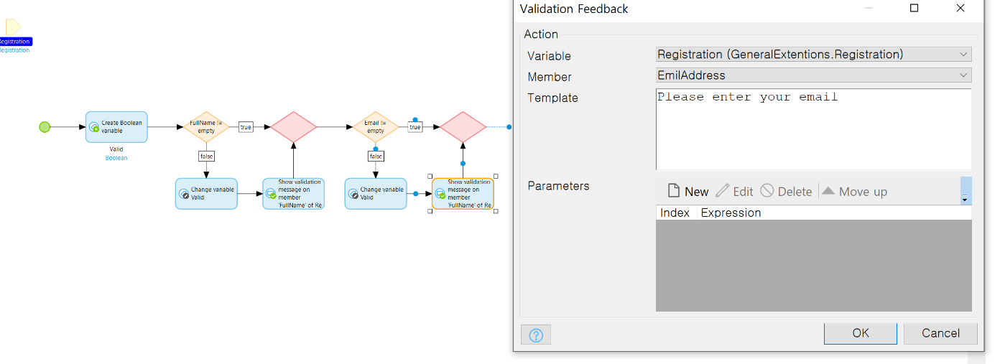 Registration
Registration
Create Boolean
variable
Valid
Boolean
FullName !=
empty
true
false
Change variable
Valid
Show validation
message on
member
'FullName' of Re
Email !=
empty
true
false
Change variable
Valid
Show validation
message on
member
'FullName' of Re
Validation Feedback
Action
Variable
Registration (GeneralExtentions.Registration)
Member
EmilAddress
Template
Please enter your email
Parameters
New Edit Delete Move up
Index Expression
?
OK Cancel